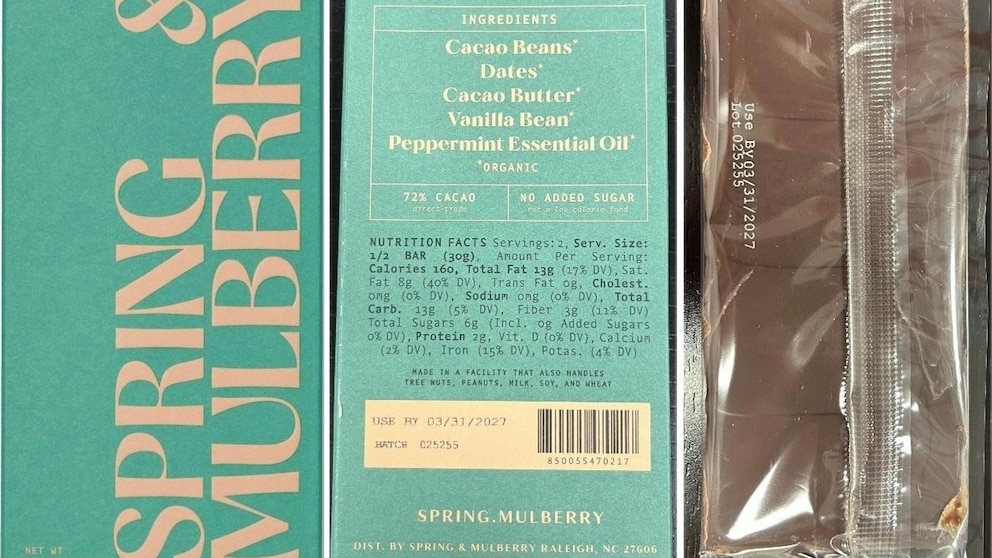 SPRING &
MULBERRY
NET WT
INGREDIENTS
Cacao Beans*
Dates*
Cacao Butter*
Vanilla Bean*
Peppermint Essential Oil*
*ORGANIC
72% CACAO
direct-trade
NO ADDED SUGAR
not a low calorie food
NUTRITION FACTS Servings: 2, Serv. Size:
1/2 BAR (30g), Amount Per Serving:
Calories 160, Total Fat 13g (17% DV), Sat.
Fat 8g (40% DV), Trans Fat 0g, Cholest.
0mg (0% DV), Sodium 0mg (0% DV), Total
Carb. 13g (5% DV), Fiber 3g (11% DV)
Total Sugars 6g (Incl. 0g Added Sugars
0% DV), Protein 2g, Vit. D (0% DV), Calcium
(2% DV), Iron (15% DV), Potas. (4% DV)
MADE IN A FACILITY THAT ALSO HANDLES
TREE NUTS, PEANUTS, MILK, SOY, AND WHEAT
USE BY 03/31/2027
BATCH 025255
850055470217
SPRING.MULBERRY
DIST. BY SPRING & MULBERRY RALEIGH, NC 27606
Use By 03/31/2027
Lot 025255